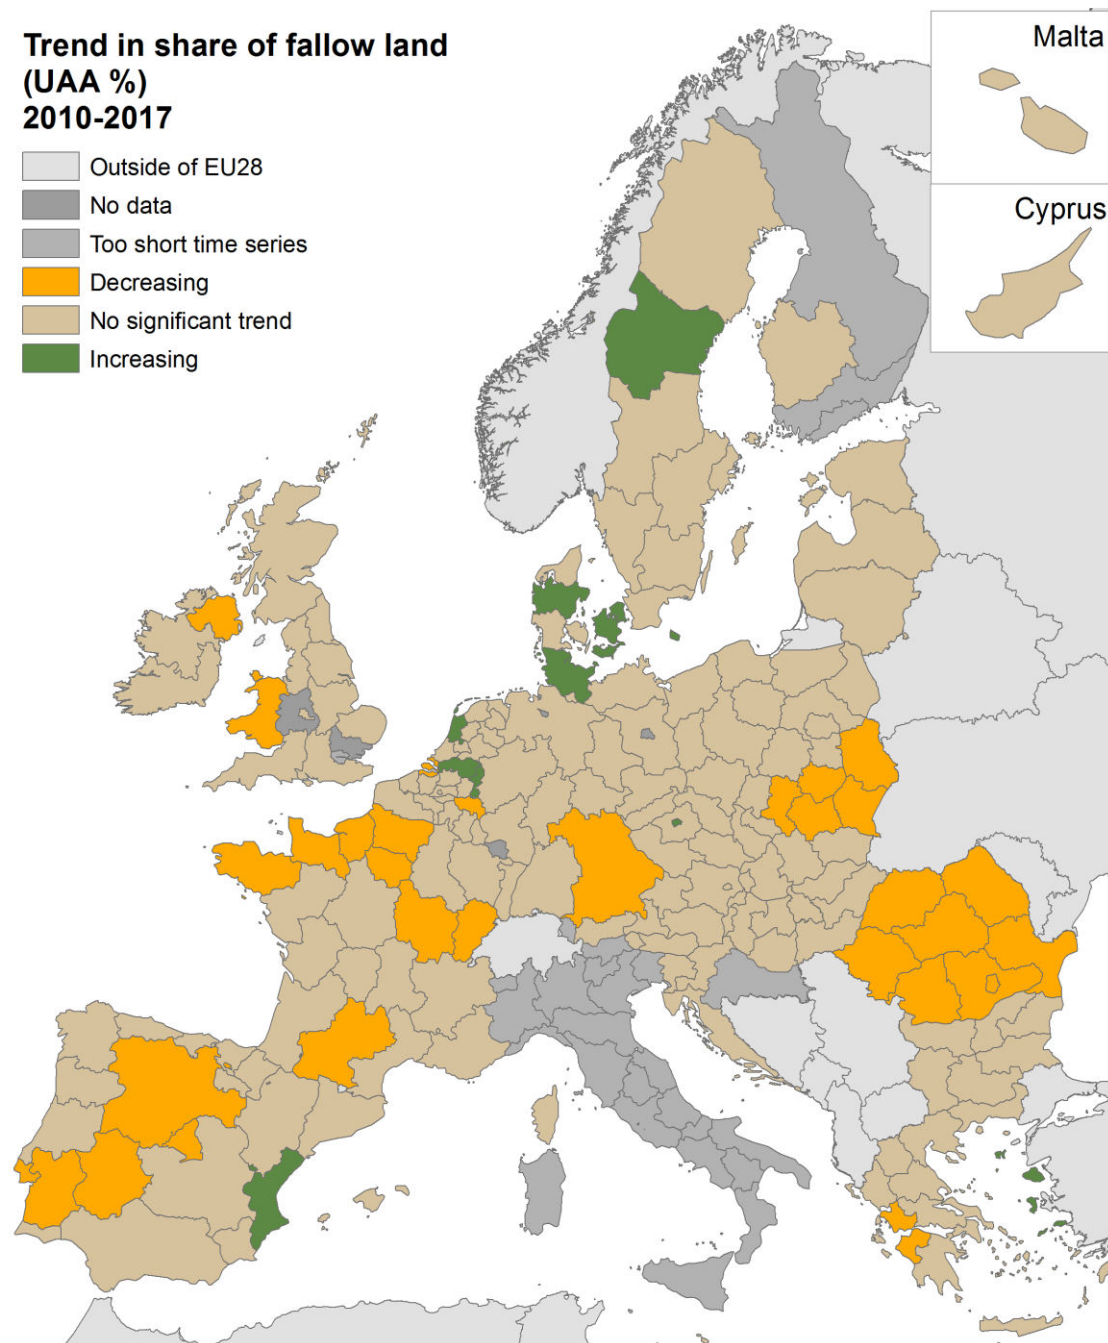 Trend in share of fallow land
(UAA %)
2010-2017
Outside of EU28
No data
Too short time series
Decreasing
No significant trend
Increasing
Malta
Cyprus